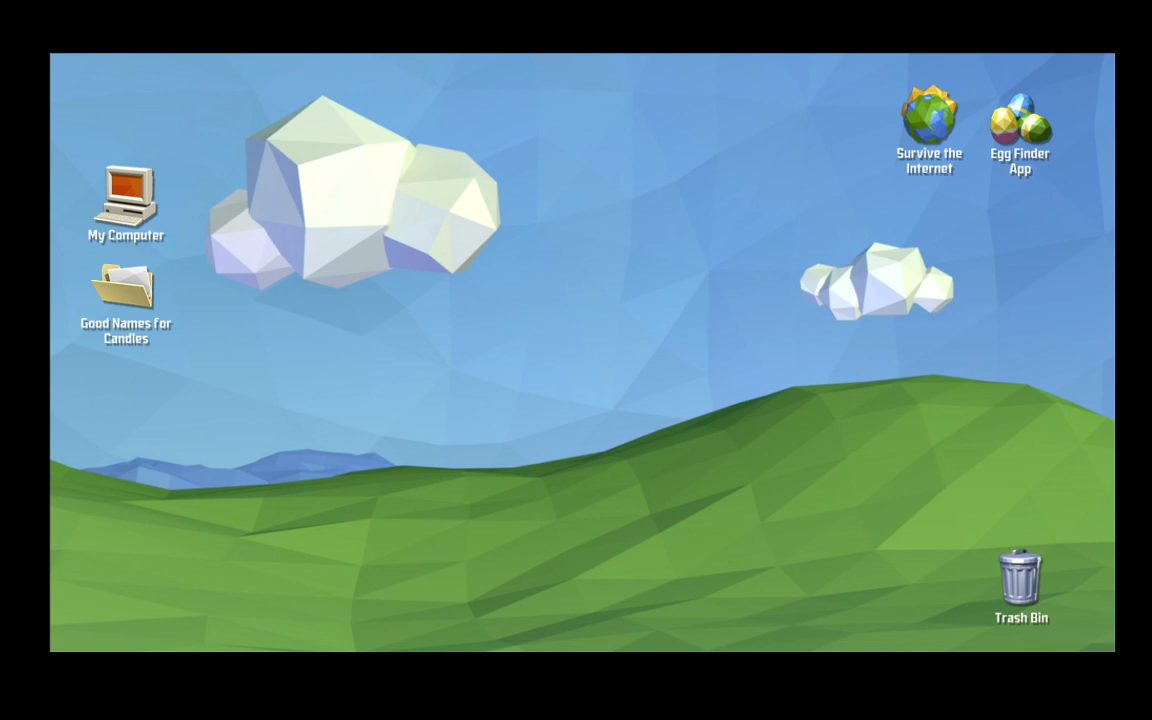 Survive the
Internet
Egg Finder
App
My Computer
Good Names for
Candles
Trash Bin